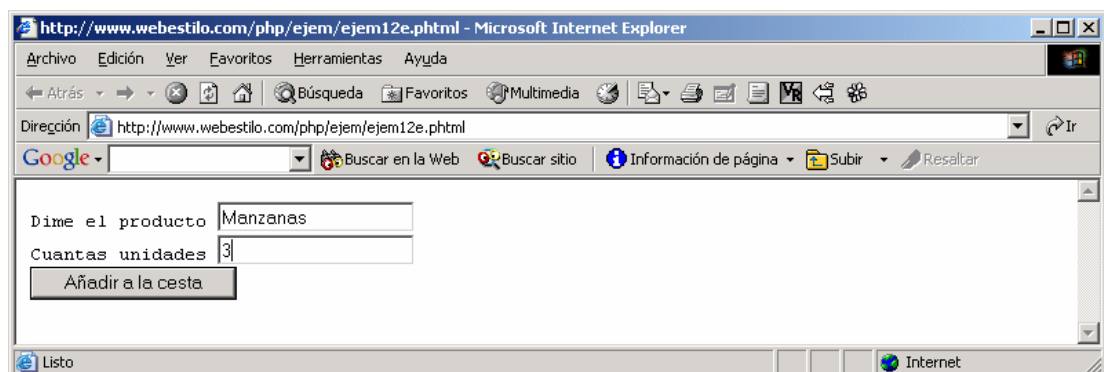 http://www.webestilo.com/php/ejem/ejem12e.phtml - Microsoft Internet Explorer
Archivo Edición Ver Favoritos Herramientas Ayuda
Atrás Búsqueda Favoritos Multimedia VR
Dirección http://www.webestilo.com/php/ejem/ejem12e.phtml Ir
Google Buscar en la Web Buscar sitio Información de página Subir Resaltar
Dime el producto Manzanas
Cuantas unidades 3
Añadir a la cesta
Listo Internet